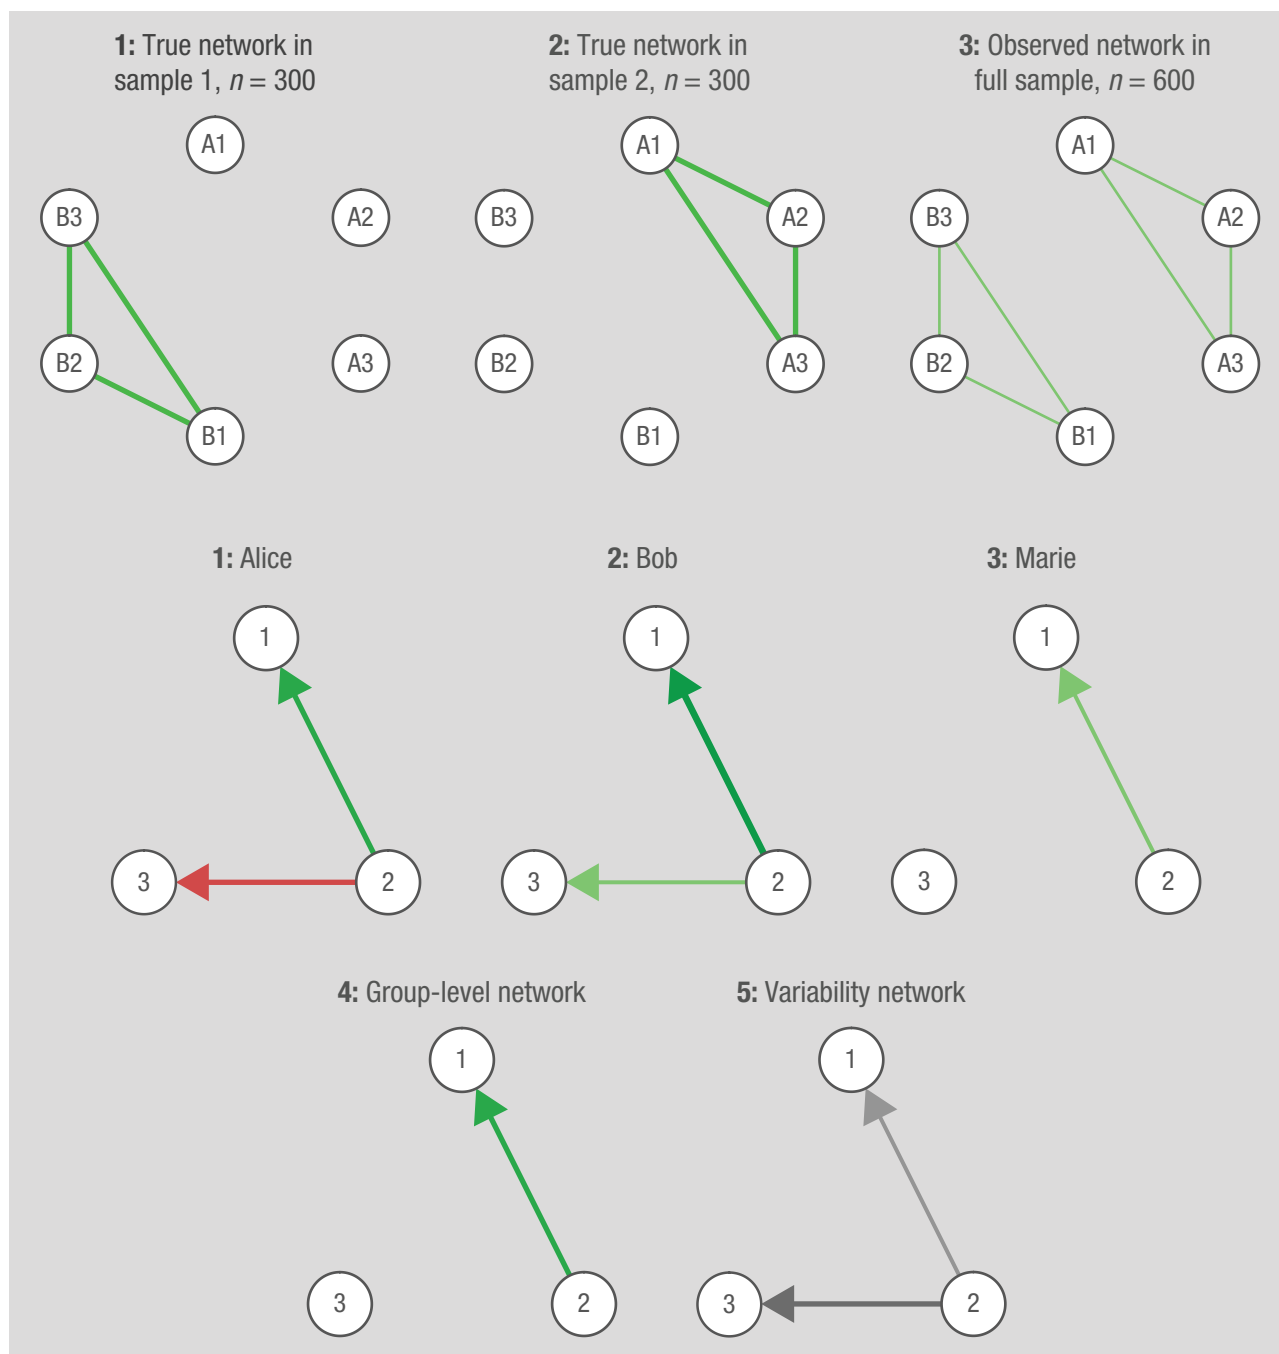 1: True network in
sample 1, n = 300
2: True network in
sample 2, n = 300
3: Observed network in
full sample, n = 600
A1
B3
A2
B2
A3
B1
A1
B3
A2
B2
A3
B1
A1
B3
A2
B2
A3
B1
1: Alice
2: Bob
3: Marie
1
3
2
1
3
2
1
3
2
4: Group-level network
5: Variability network
1
3
2
1
3
2